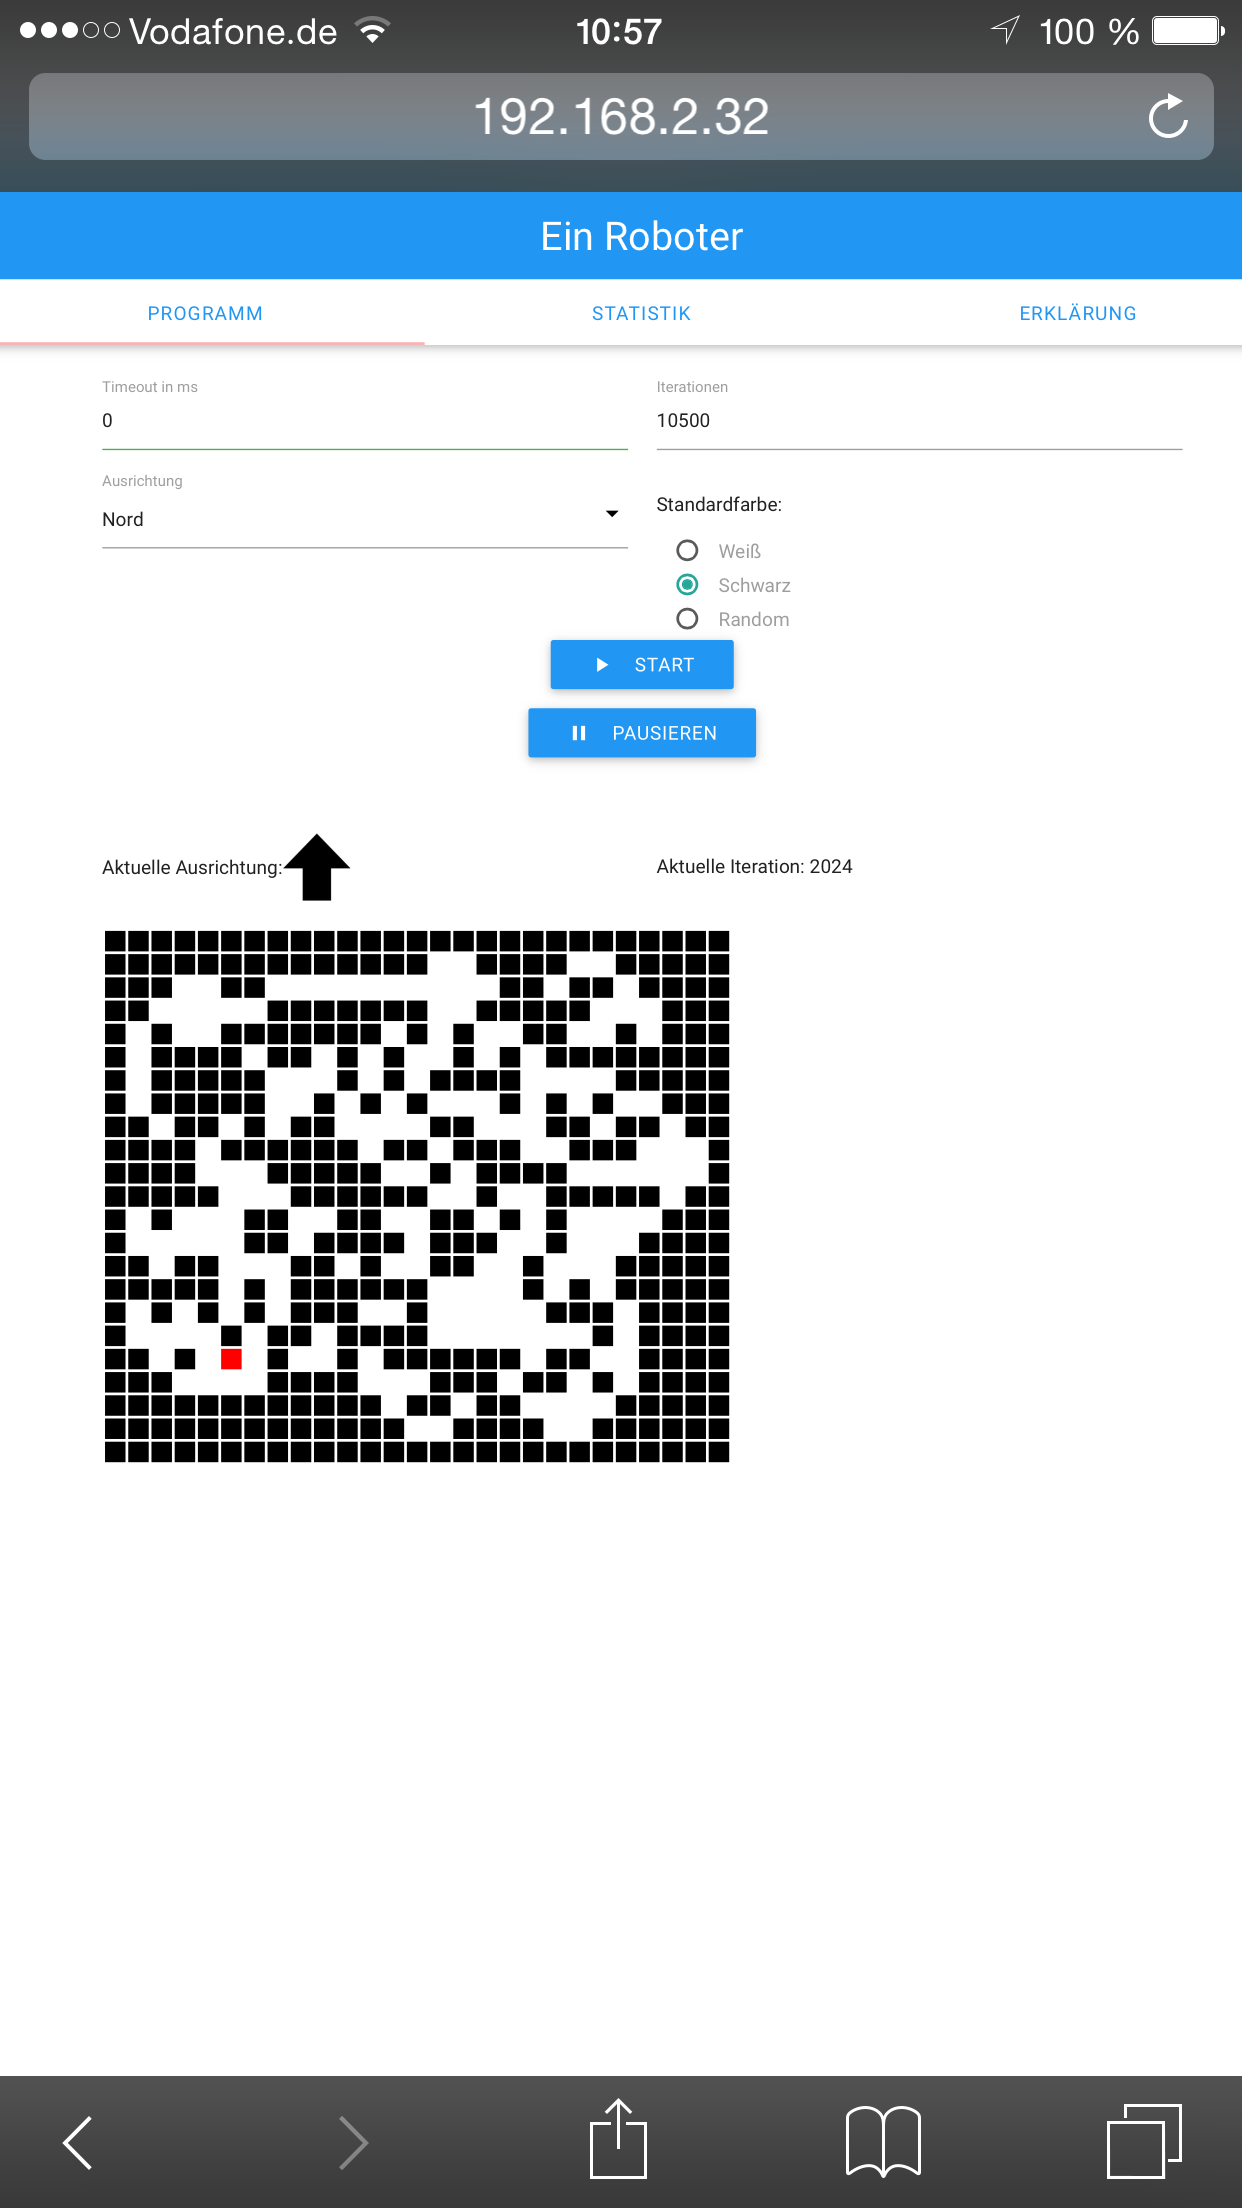 Vodafone.de 10:57 100 %
192.168.2.32
Ein Roboter
PROGRAMM STATISTIK ERKLÄRUNG
Timeout in ms Iterationen
0 10500
Ausrichtung
Nord Standardfarbe:
Weiß
Schwarz
Random
START
PAUSIEREN
Aktuelle Ausrichtung: Aktuelle Iteration: 2024